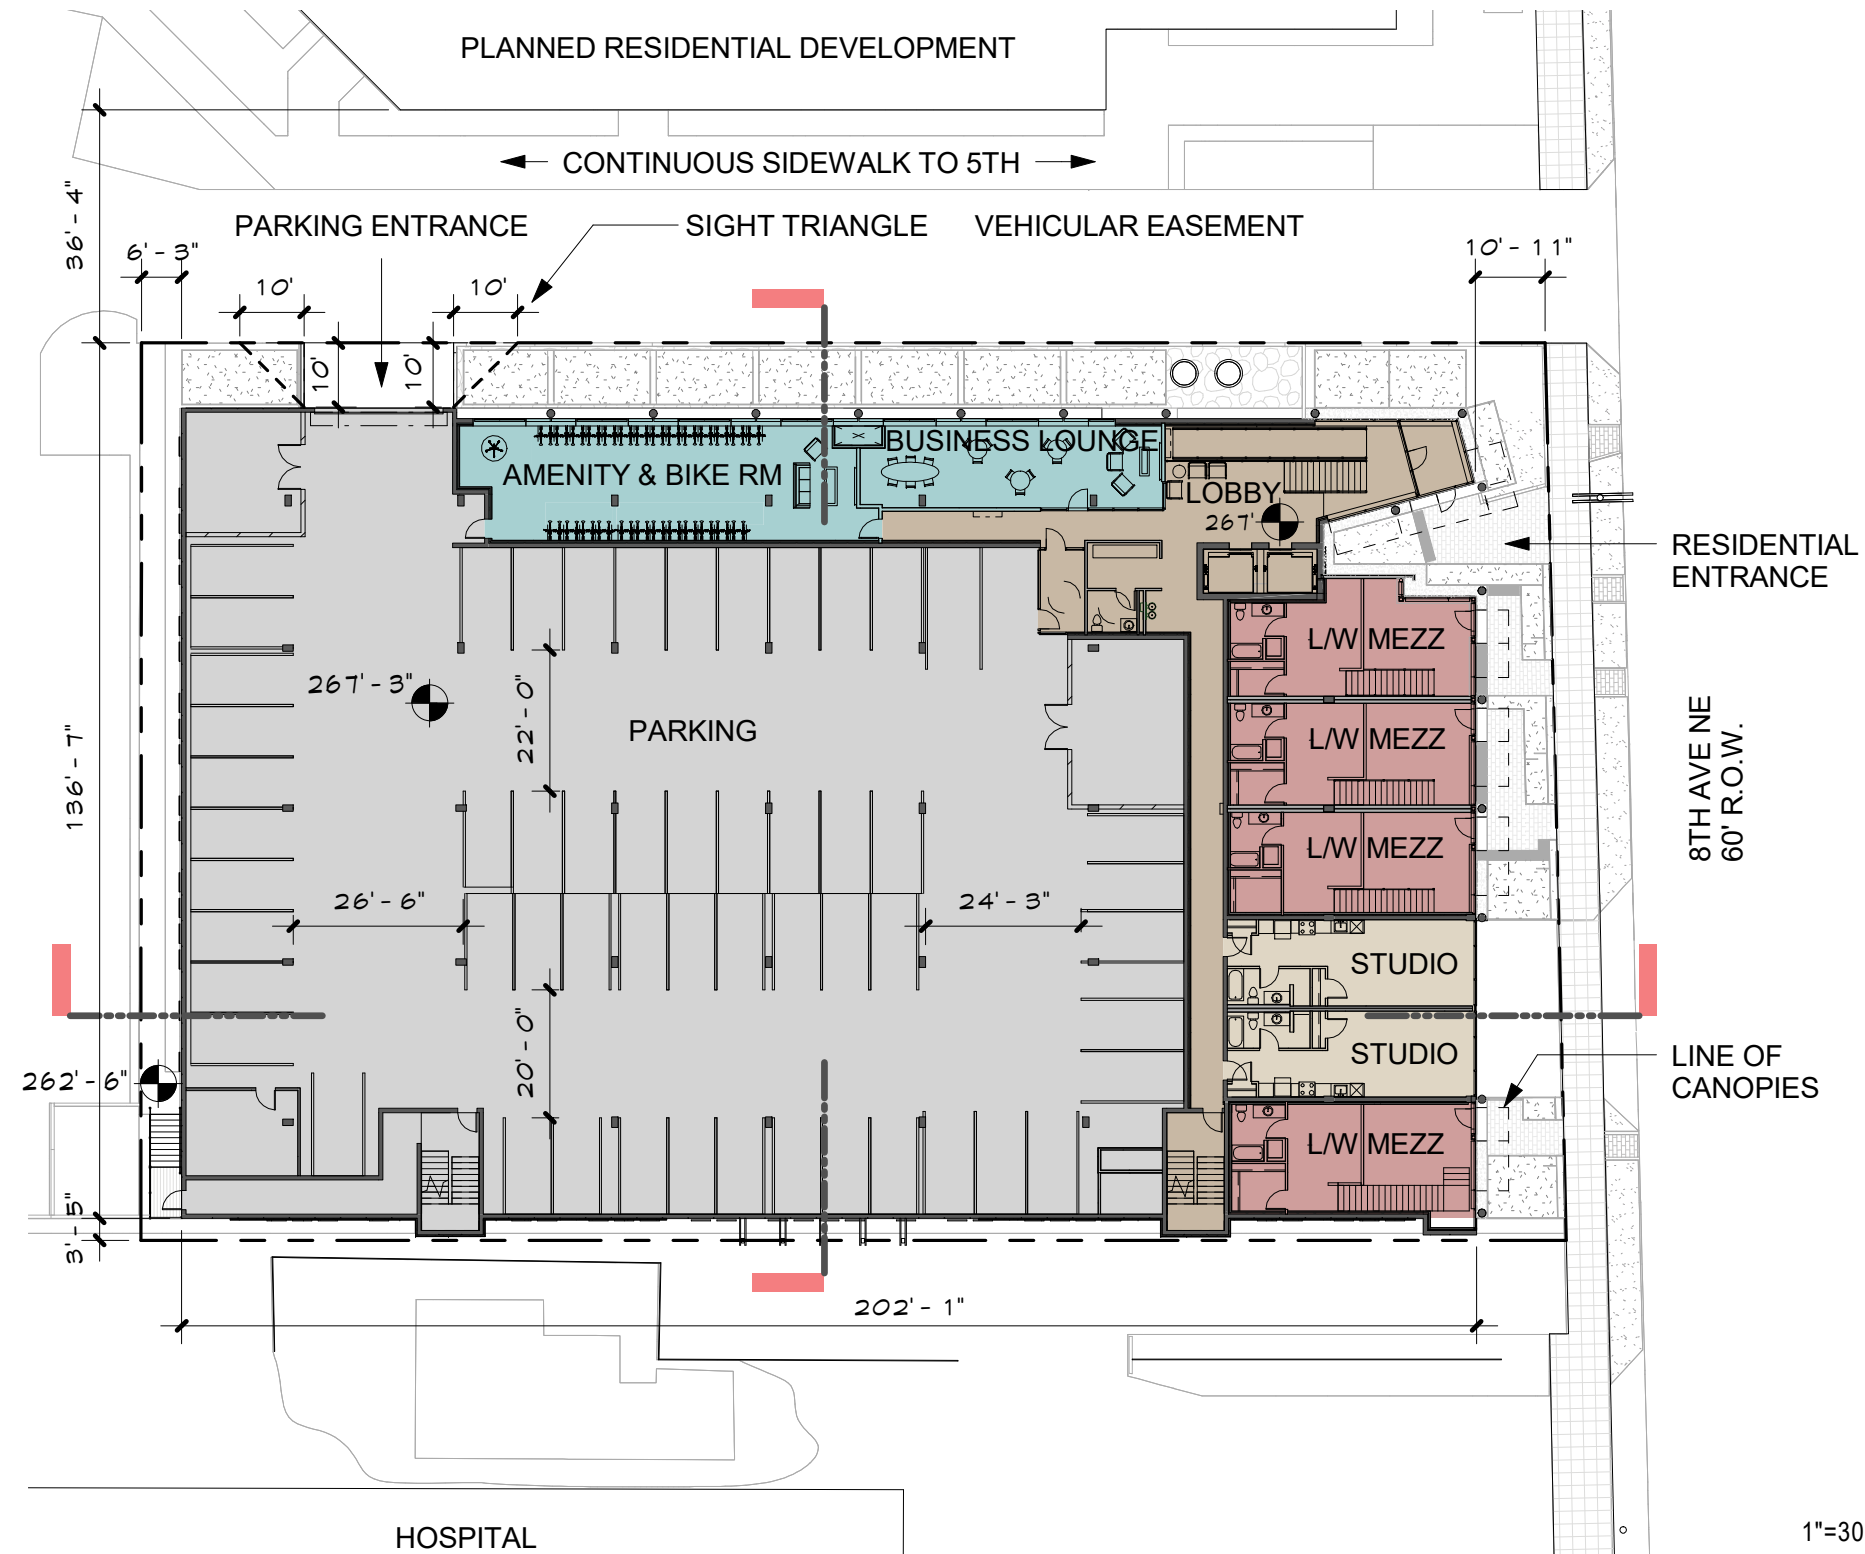 PLANNED RESIDENTIAL DEVELOPMENT
CONTINUOUS SIDEWALK TO 5TH
36'-4"
PARKING ENTRANCE
SIGHT TRIANGLE
VEHICULAR EASEMENT
6'-3"
10'-11"
10'
10'
10'
10'
BUSINESS LOUNGE
AMENITY & BIKE RM
LOBBY
267'
RESIDENTIAL
ENTRANCE
L/W MEZZ
267'-3"
22'-0"
PARKING
L/W MEZZ
136'-7"
8TH AVE NE
60' R.O.W.
L/W MEZZ
26'-6"
24'-3"
STUDIO
20'-0"
STUDIO
262'-6"
LINE OF
CANOPIES
L/W MEZZ
3'-5"
202'-1"
HOSPITAL
1"=30